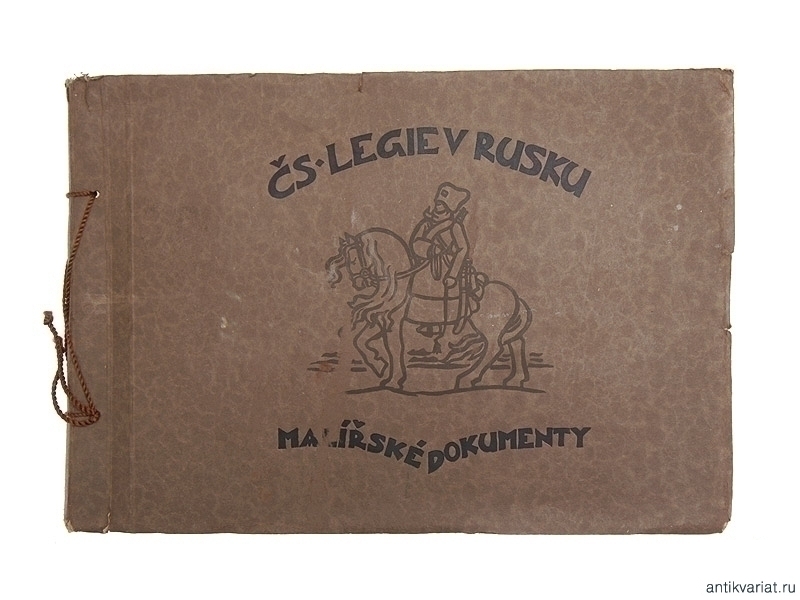 ČS·LEGIE V RUSKU
MALÍŘSKÉ DOKUMENTY
antikvariat.ru